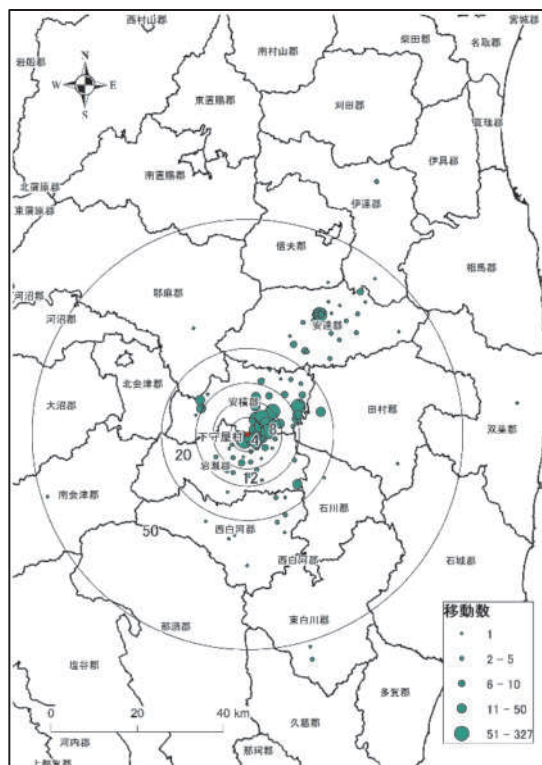 宮城郡
西村山郡
柴田郡
名取郡
南村山郡
岩船郡
N
W E
S
東置賜郡
刈田郡
亘理郡
伊具郡
南置賜郡
北蒲原郡
東蒲原郡
伊達郡
信夫郡
相馬郡
耶麻郡
河沼郡
河沼郡
安達郡
北会津郡
大沼郡
安積郡
田村郡
双葉郡
下守屋村
4
8
20
岩瀬郡
12
南会津郡
石川郡
50
西白河郡
西白河郡
石城郡
東白川郡
那須郡
塩谷郡
多賀郡
久慈郡
河内郡
那珂郡
上都賀郡
0 20 40 km
移動数
1
2 - 5
6 - 10
11 - 50
51 - 327